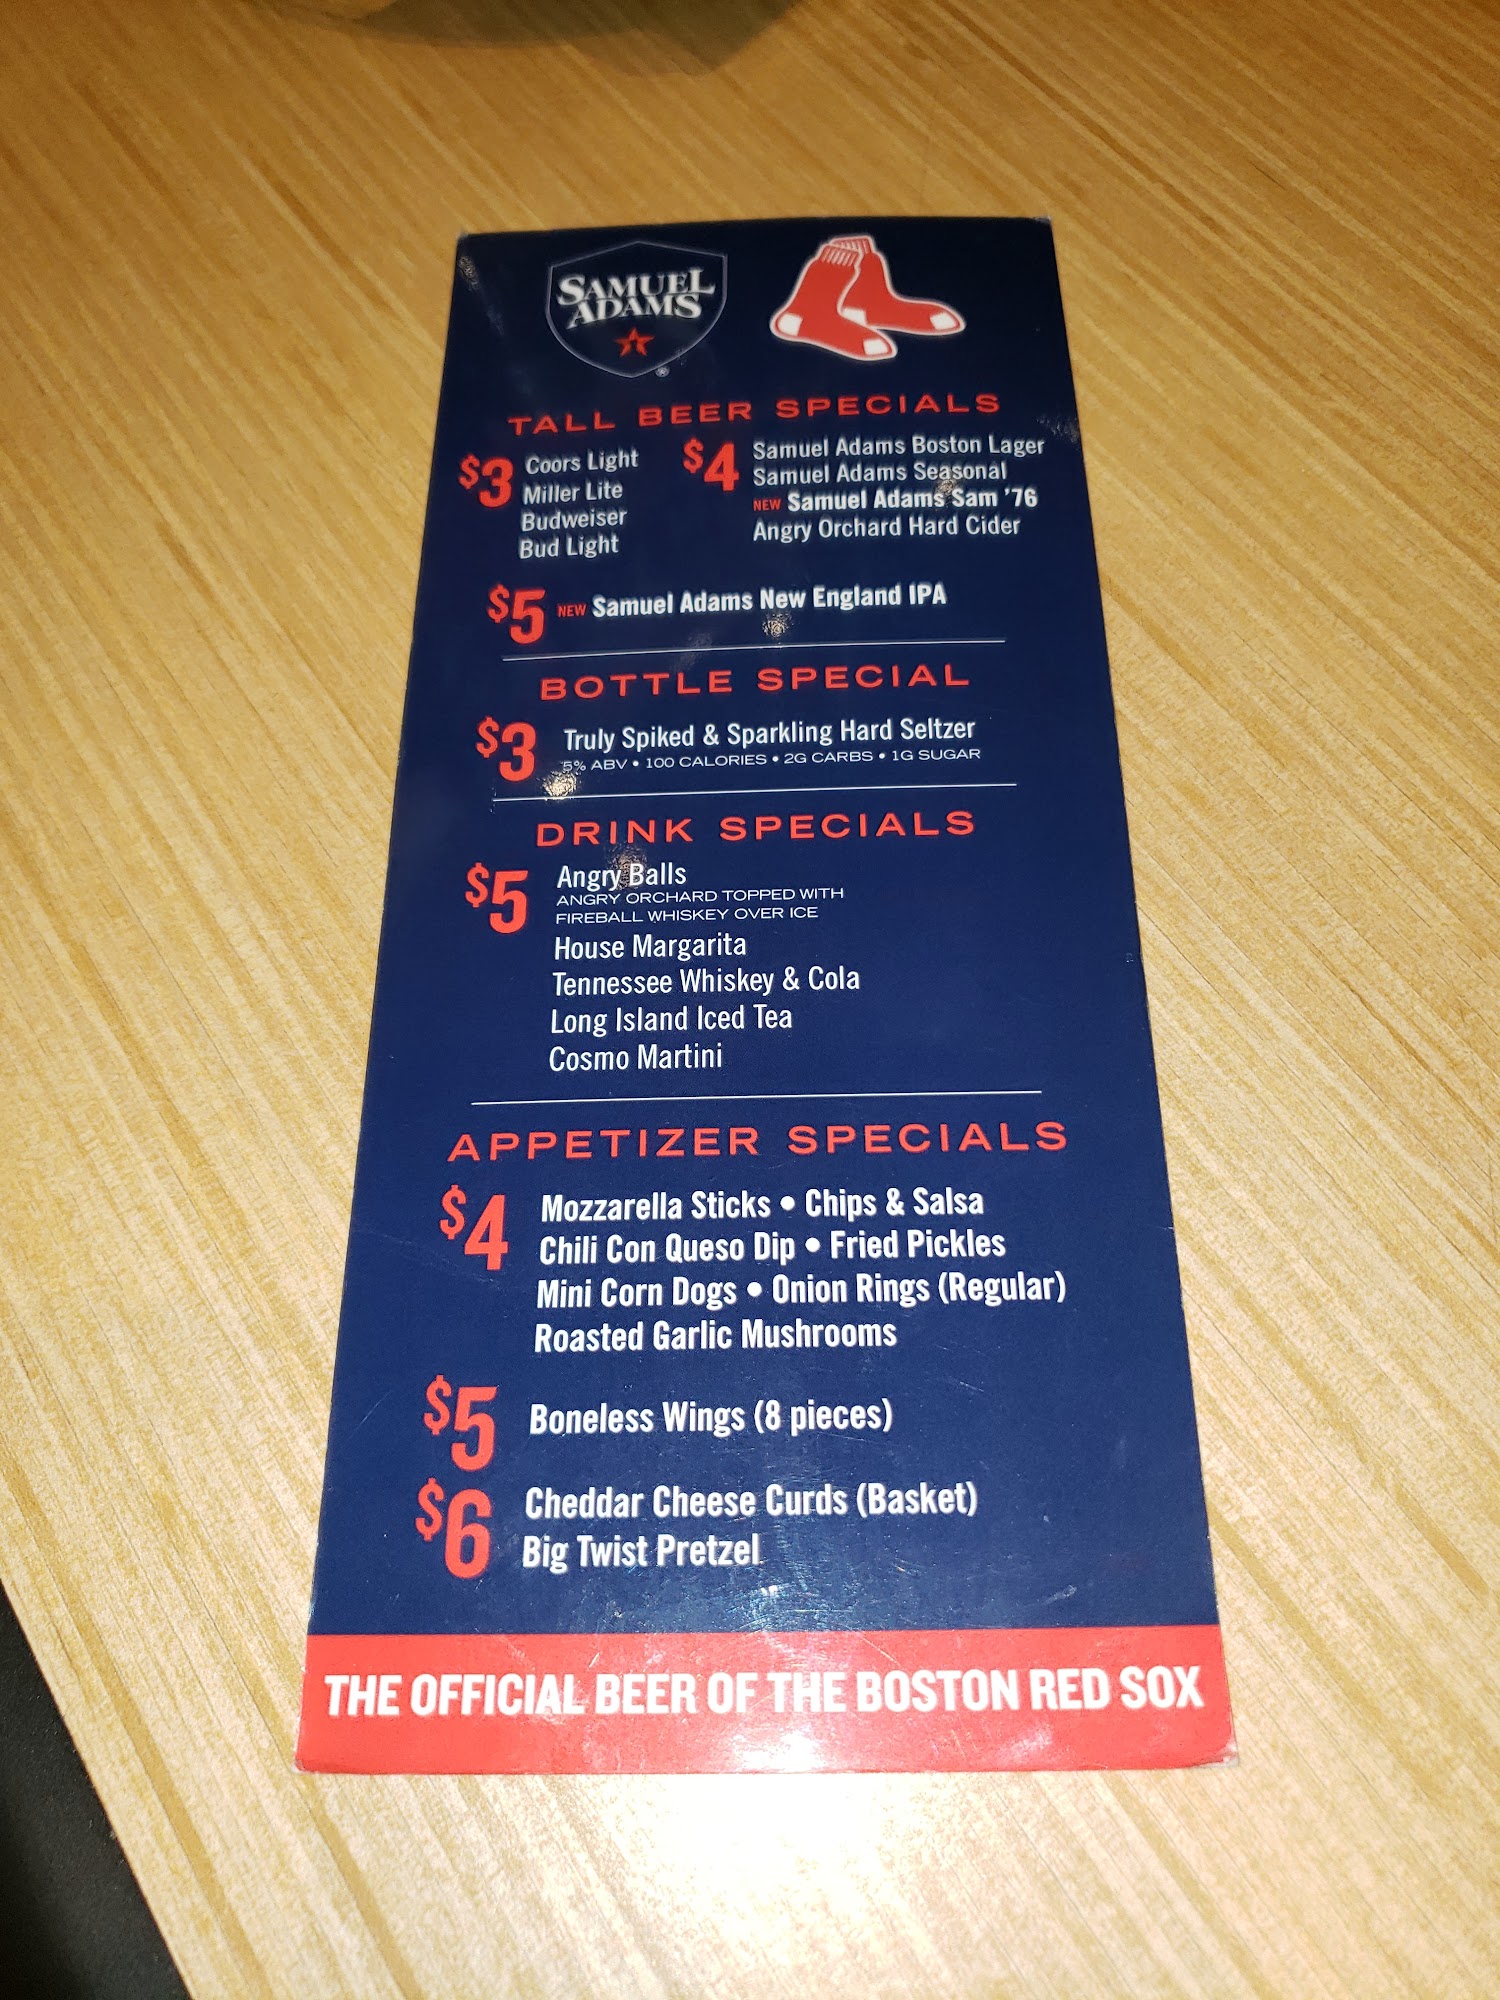 SAMUEL
ADAMS
®
TALL BEER SPECIALS
$3 Coors Light
Miller Lite
Budweiser
Bud Light
$4 Samuel Adams Boston Lager
Samuel Adams Seasonal
NEW Samuel Adams Sam '76
Angry Orchard Hard Cider
$5 NEW Samuel Adams New England IPA
BOTTLE SPECIAL
$3 Truly Spiked & Sparkling Hard Seltzer
5% ABV • 100 CALORIES • 2G CARBS • 1G SUGAR
DRINK SPECIALS
$5 Angry Balls
ANGRY ORCHARD TOPPED WITH
FIREBALL WHISKEY OVER ICE
House Margarita
Tennessee Whiskey & Cola
Long Island Iced Tea
Cosmo Martini
APPETIZER SPECIALS
$4 Mozzarella Sticks • Chips & Salsa
Chili Con Queso Dip • Fried Pickles
Mini Corn Dogs • Onion Rings (Regular)
Roasted Garlic Mushrooms
$5 Boneless Wings (8 pieces)
$6 Cheddar Cheese Curds (Basket)
Big Twist Pretzel
THE OFFICIAL BEER OF THE BOSTON RED SOX